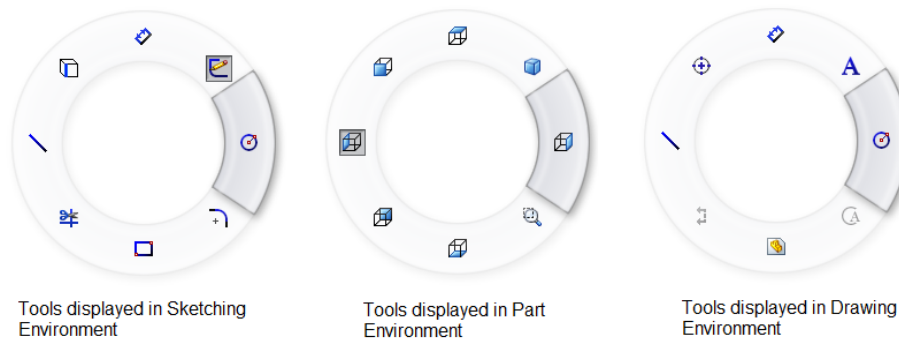 A
A
Tools displayed in Sketching
Environment
Tools displayed in Part
Environment
Tools displayed in Drawing
Environment